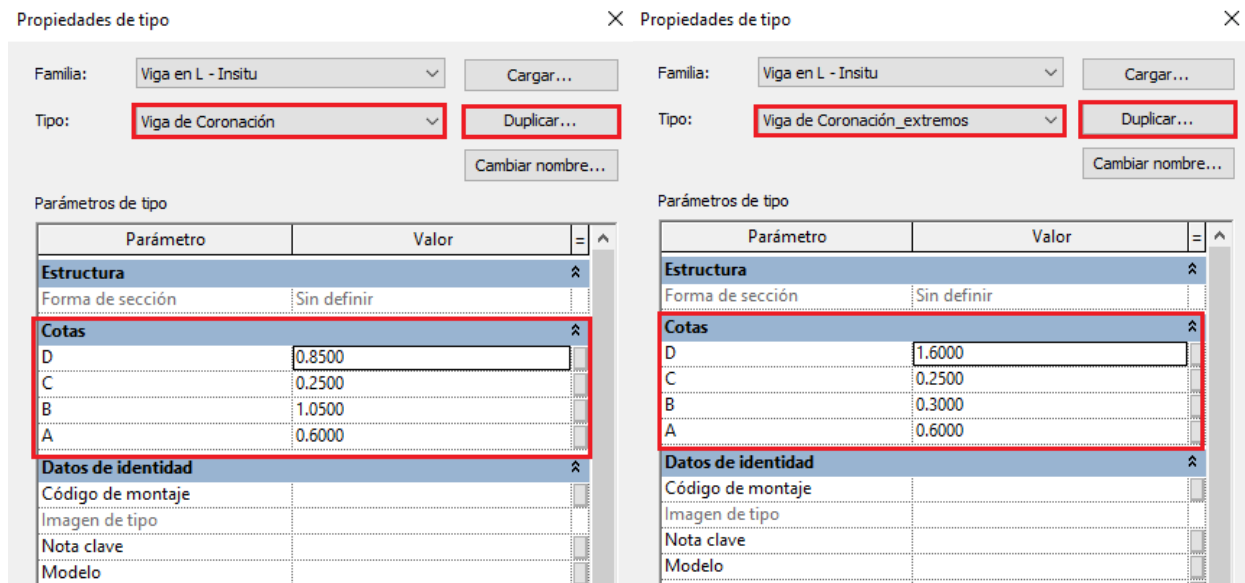 Propiedades de tipo
Familia:
Viga en L - Insitu
Cargar...
Tipo:
Viga de Coronación
Duplicar...
Cambiar nombre...
Parámetros de tipo
Parámetro Valor =
Estructura
Forma de sección Sin definir
Cotas
D 0.8500
C 0.2500
B 1.0500
A 0.6000
Datos de identidad
Código de montaje
Imagen de tipo
Nota clave
Modelo
Propiedades de tipo
Familia:
Viga en L - Insitu
Cargar...
Tipo:
Viga de Coronación_extremos
Duplicar...
Cambiar nombre...
Parámetros de tipo
Parámetro Valor =
Estructura
Forma de sección Sin definir
Cotas
D 1.6000
C 0.2500
B 0.3000
A 0.6000
Datos de identidad
Código de montaje
Imagen de tipo
Nota clave
Modelo